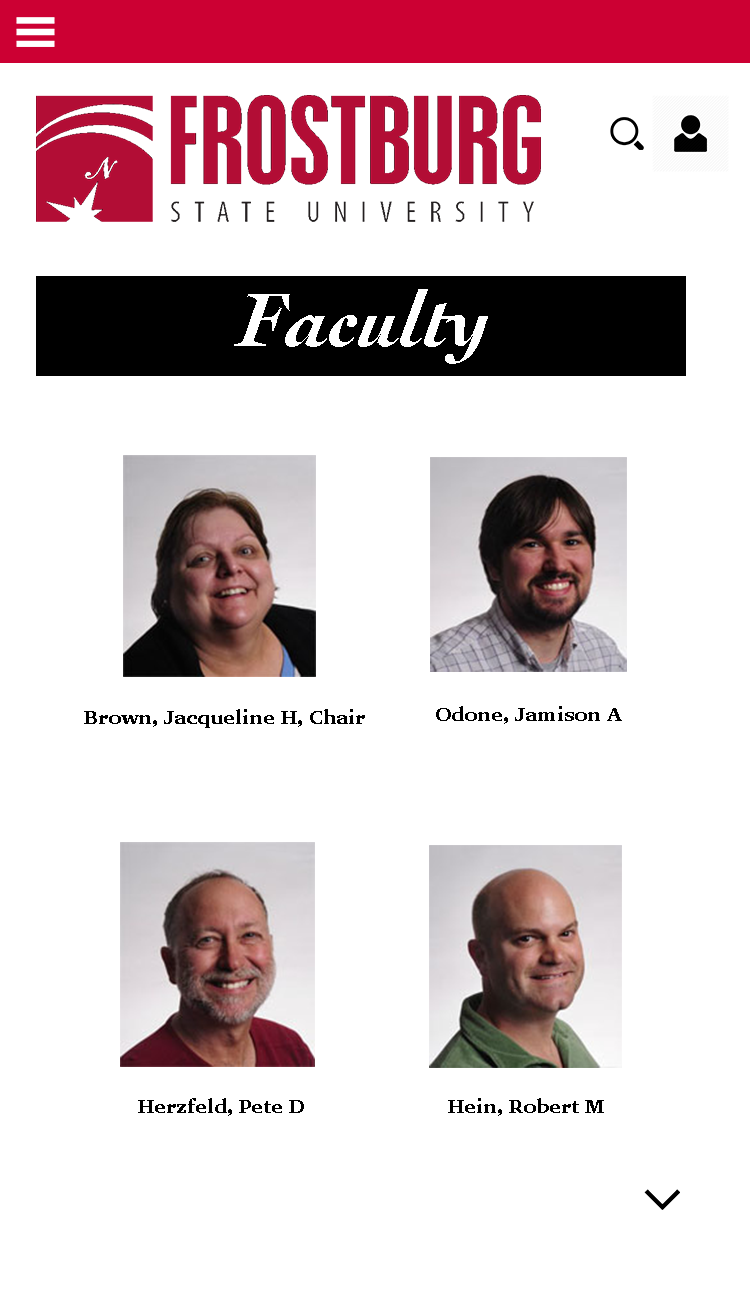 FROSTBURG
STATE UNIVERSITY
N
Faculty
Brown, Jacqueline H, Chair
Odone, Jamison A
Herzfeld, Pete D
Hein, Robert M